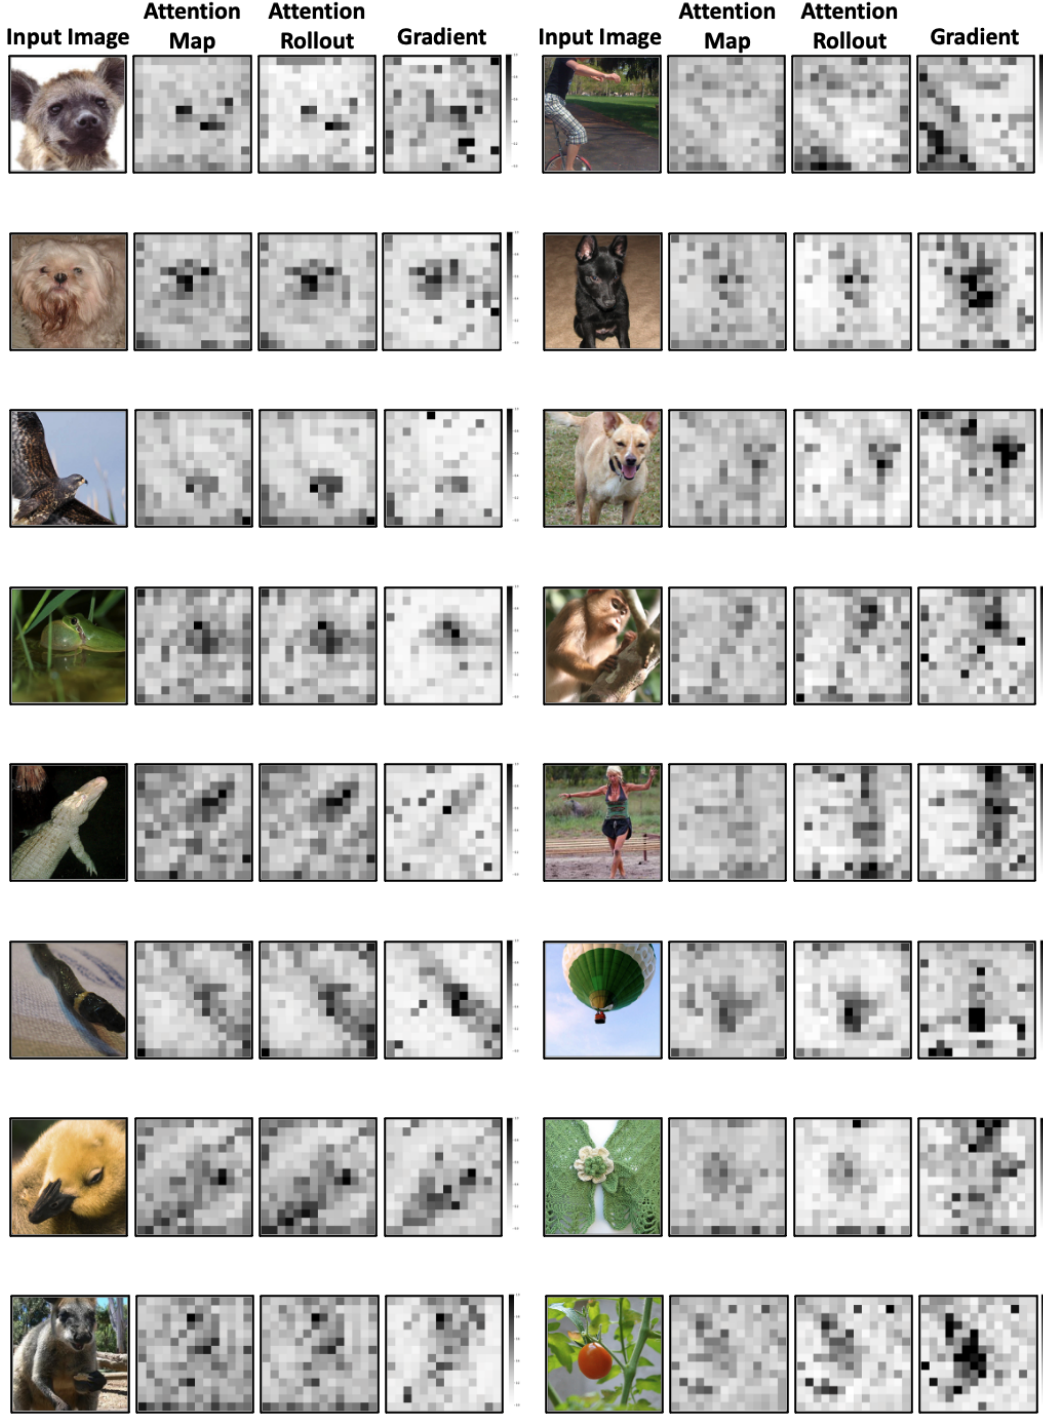 Input Image
Attention
Map
Attention
Rollout
Gradient
Input Image
Attention
Map
Attention
Rollout
Gradient